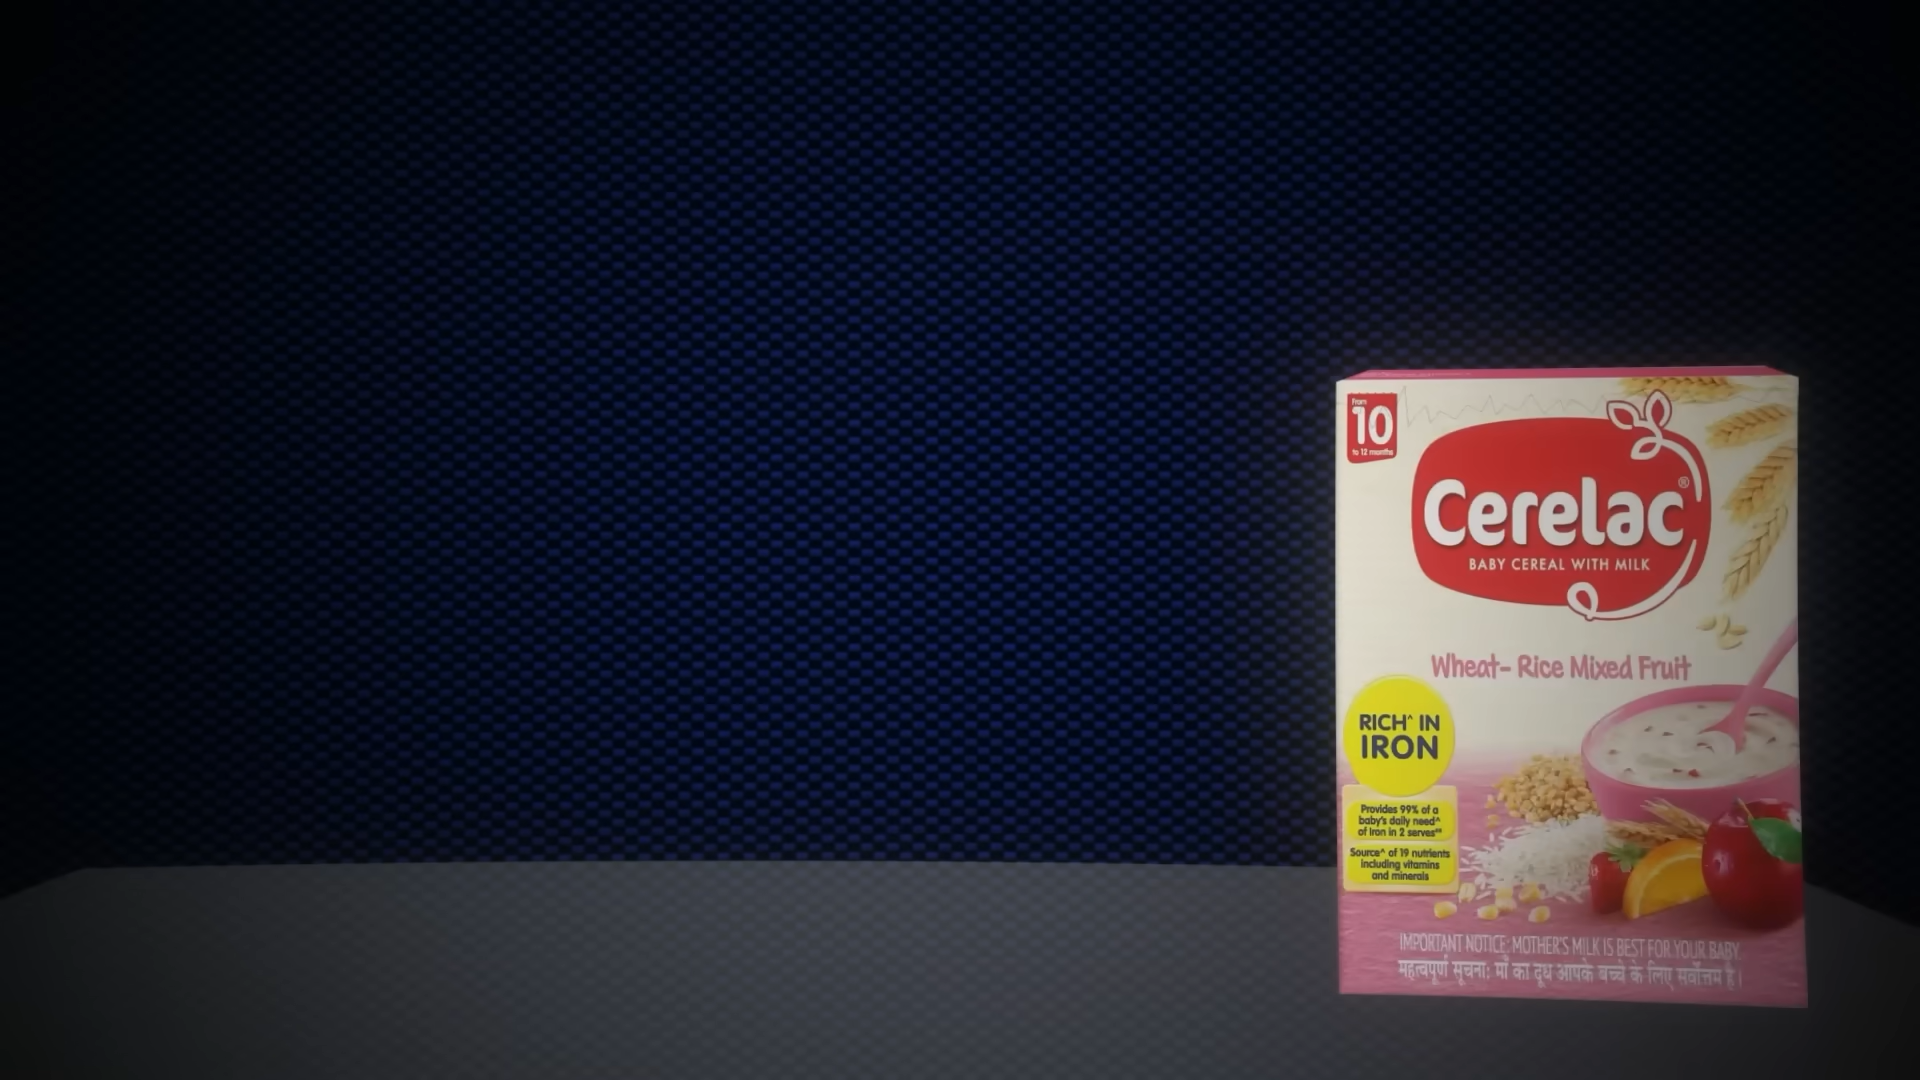 From
10
to 12 months
Cerelac®
BABY CEREAL WITH MILK
Wheat- Rice Mixed Fruit
RICH^ IN
IRON
Provides 99% of a
baby's daily need^
of Iron in 2 serves**
Source^ of 19 nutrients
including vitamins
and minerals
IMPORTANT NOTICE: MOTHER'S MILK IS BEST FOR YOUR BABY.
महत्वपूर्ण सूचना: माँ का दूध आपके बच्चे के लिए सर्वोत्तम है।